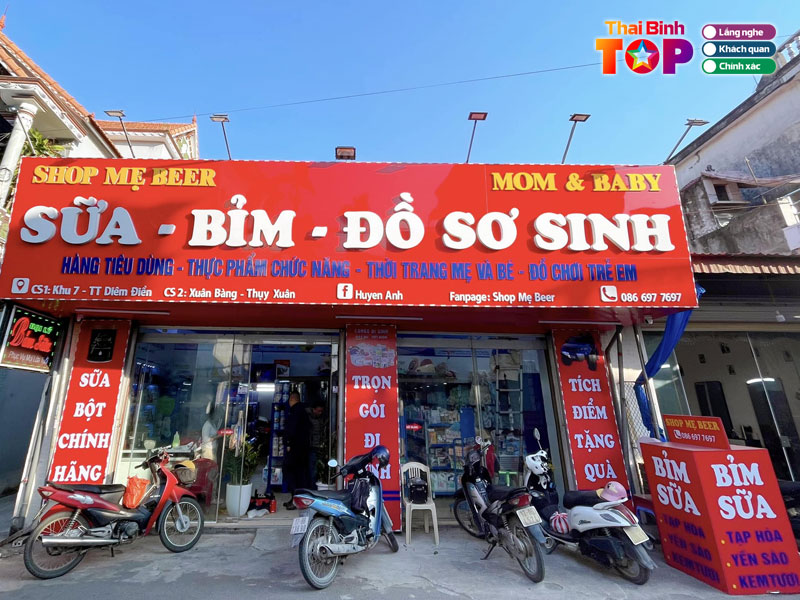 Thai Binh
TOP
Lắng nghe
Khách quan
Chính xác
SHOP MẸ BEER
MOM & BABY
SỮA - BỈM - ĐỒ SƠ SINH
HÀNG TIÊU DÙNG - THỰC PHẨM CHỨC NĂNG - THỜI TRANG MẸ VÀ BÉ - ĐỒ CHƠI TRẺ EM
CS1: Khu 7 - TT Diêm Điền
CS 2: Xuân Bàng - Thụy Xuân
Huyen Anh
Fanpage: Shop Mẹ Beer
086 697 7697
SỮA
BỘT
CHÍNH
HÃNG
TRỌN
GÓI
ĐI
SINH
TÍCH
ĐIỂM
TẶNG
QUÀ
SHOP MẸ BEER
086 697 7697
BỈM
SỮA
BỈM
SỮA
TẠP HÓA
YẾN SÀO
KEM TƯƠI
TẠP HÓA
YẾN SÀO
KEMTƯƠI